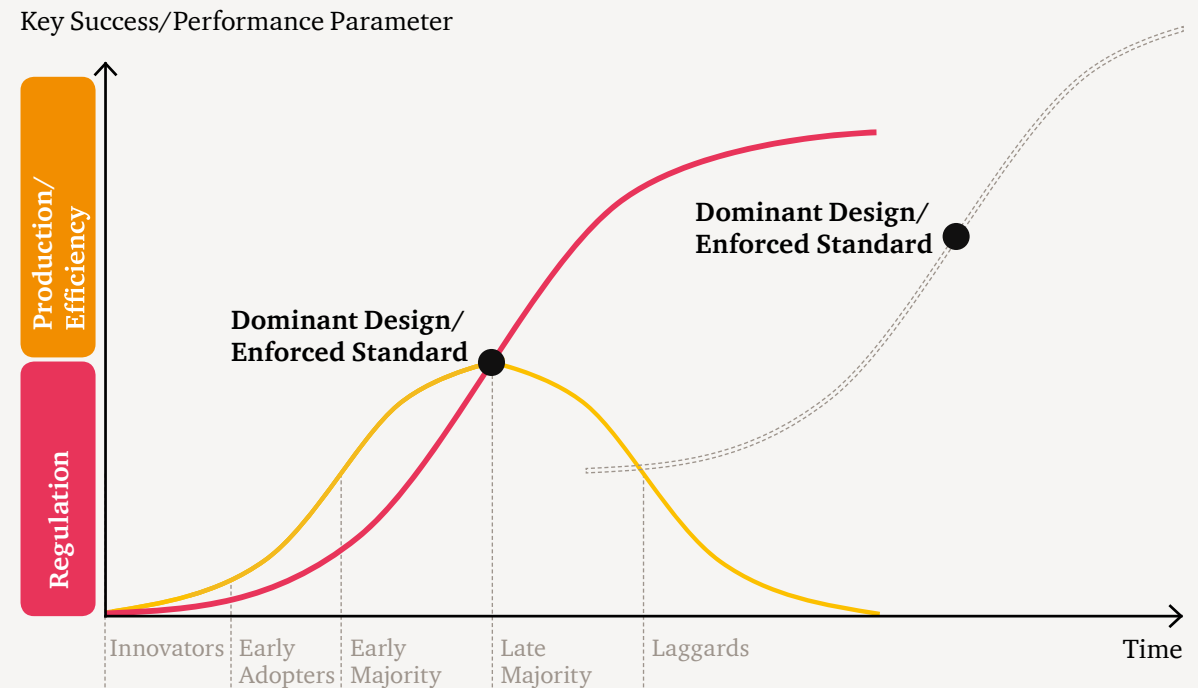 Key Success/Performance Parameter
Production/
Efficiency
Regulation
Dominant Design/
Enforced Standard
Dominant Design/
Enforced Standard
Innovators
Early
Adopters
Early
Majority
Late
Majority
Laggards
Time